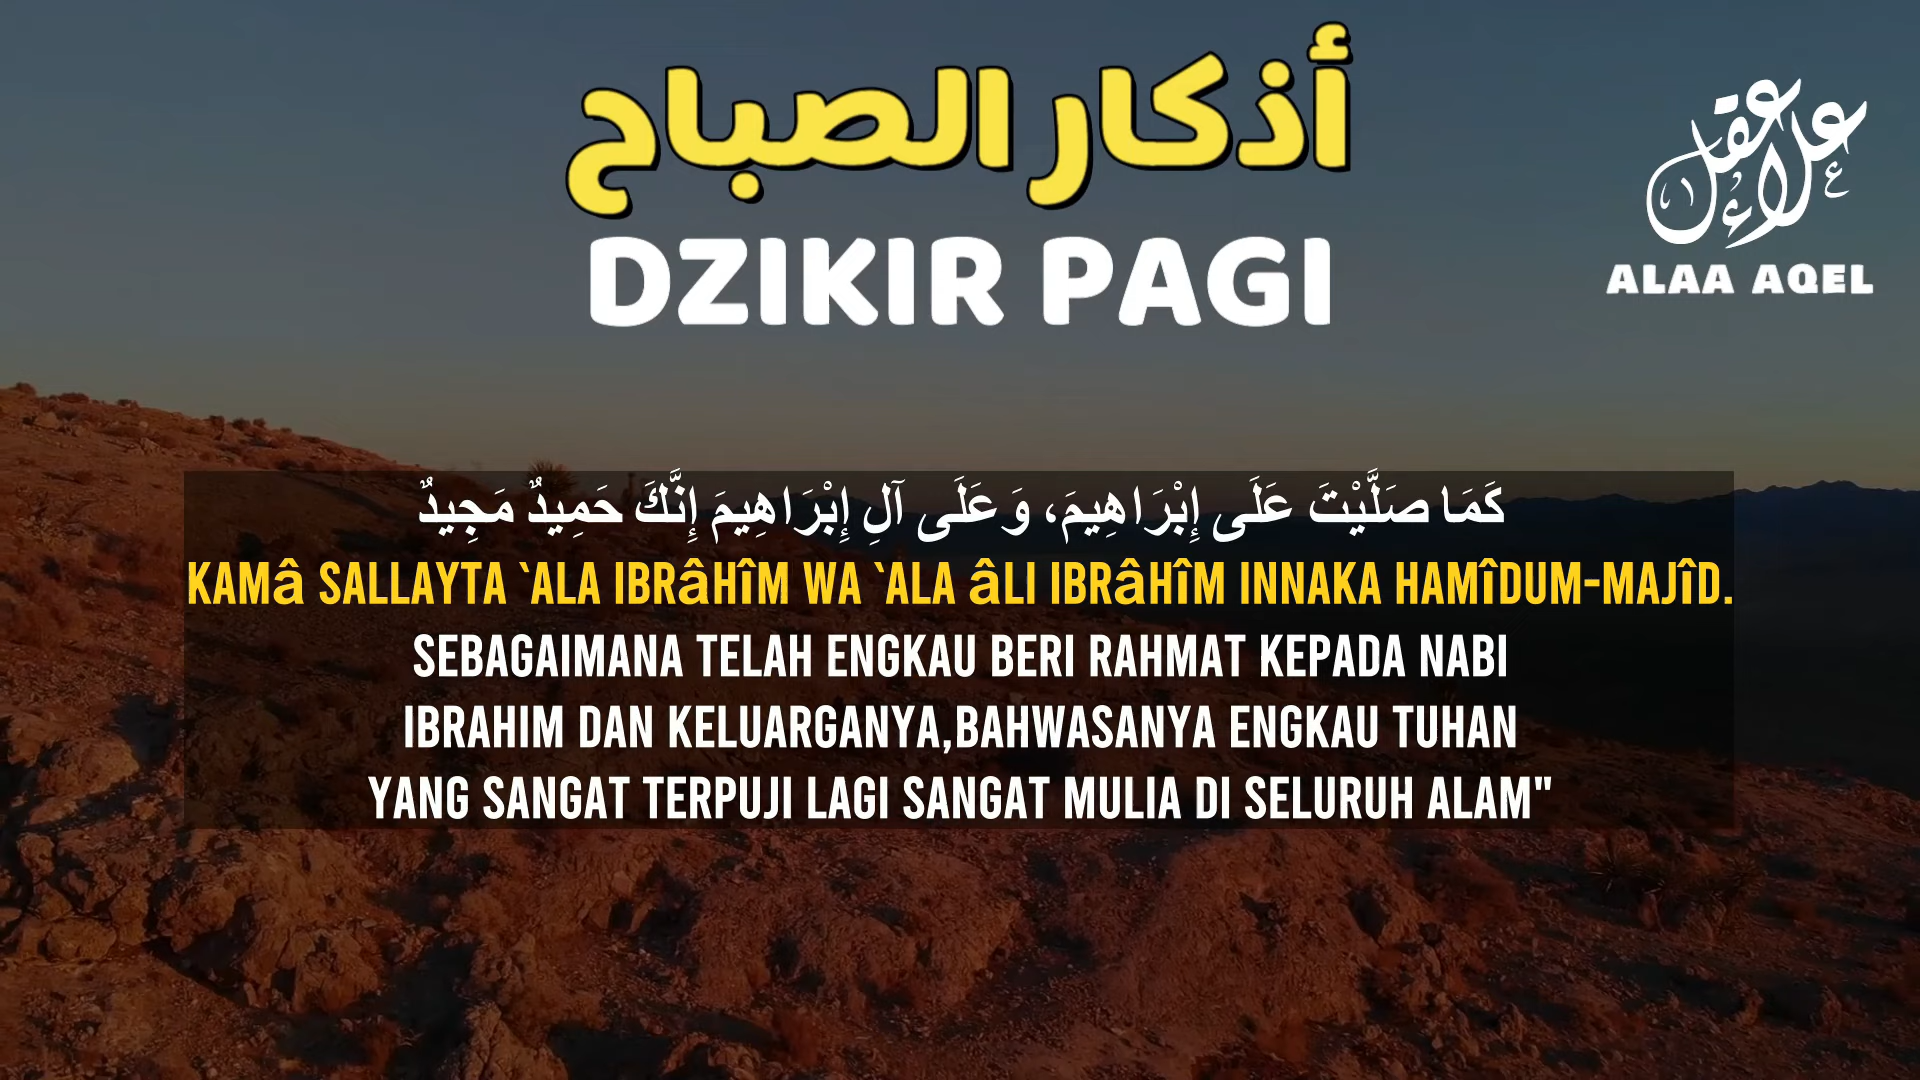 أذكار الصباح
DZIKIR PAGI
علاء عقل
ALAA AQEL
كَمَا صَلَّيْتَ عَلَى إِبْرَاهِيمَ، وَعَلَى آلِ إِبْرَاهِيمَ إِنَّكَ حَمِيدٌ مَجِيدٌ
KAMâ SALLAYTA `ALA IBRâHîM WA `ALA âLI IBRâHîM INNAKA HAMîDUM-MAJîD.
SEBAGAIMANA TELAH ENGKAU BERI RAHMAT KEPADA NABI
IBRAHIM DAN KELUARGANYA,BAHWASANYA ENGKAU TUHAN
YANG SANGAT TERPUJI LAGI SANGAT MULIA DI SELURUH ALAM"